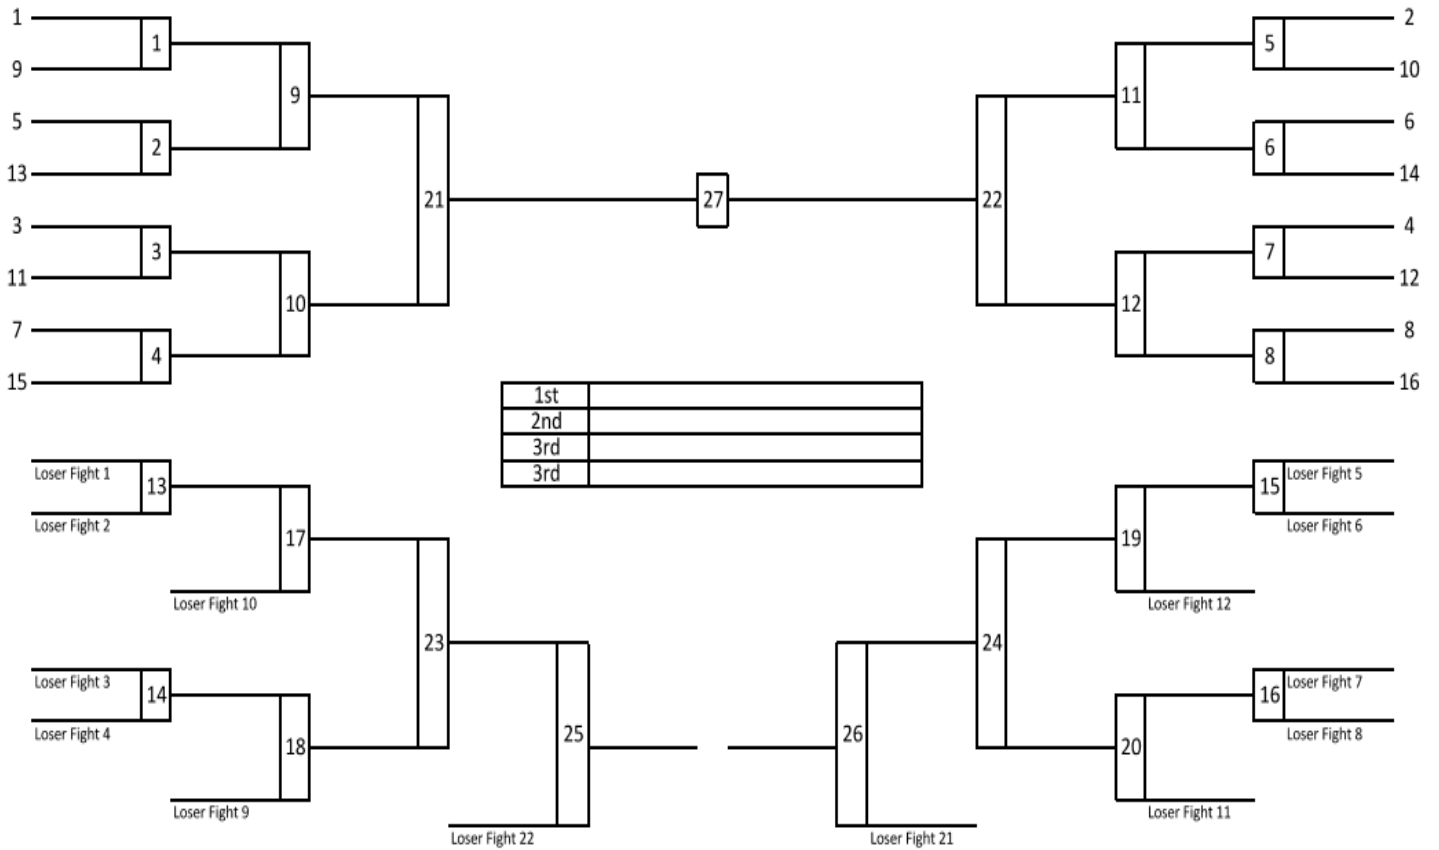 1 2
1 5
9 10
9 11
5 6
2 6
13 14
21 27 22
3 4
3 7
11 12
10 12
7 8
4 8
15 16
1st
2nd
3rd
3rd
Loser Fight 1 Loser Fight 5
13 15
Loser Fight 2 Loser Fight 6
17 19
Loser Fight 10 Loser Fight 12
23 24
Loser Fight 3 Loser Fight 7
14 16
Loser Fight 4 25 26 Loser Fight 8
18 20
Loser Fight 9 Loser Fight 11
Loser Fight 22 Loser Fight 21